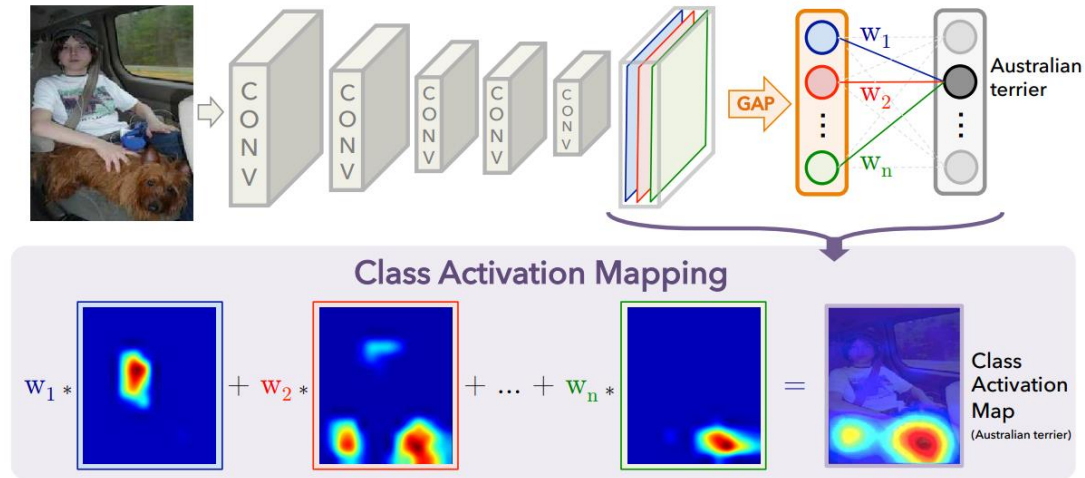 CONV
CONV
CONV
CONV
CONV
GAP
w1
w2
⋮
wn
⋮
Australian
terrier
Class Activation Mapping
w1 * + w2 * + ... + wn * =
Class
Activation
Map
(Australian terrier)